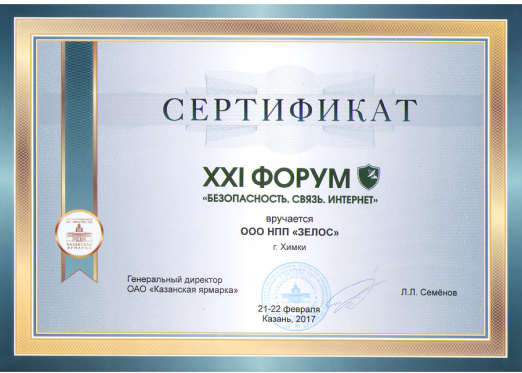 СЕРТИФИКАТ
XXI ФОРУМ
«БЕЗОПАСНОСТЬ. СВЯЗЬ. ИНТЕРНЕТ»
вручается
ООО НПП «ЗЕЛОС»
г. Химки
КАЗАНСКАЯ
ЯРМАРКА
Генеральный директор
ОАО «Казанская ярмарка»
Л.Л. Семёнов
21-22 февраля
Казань, 2017